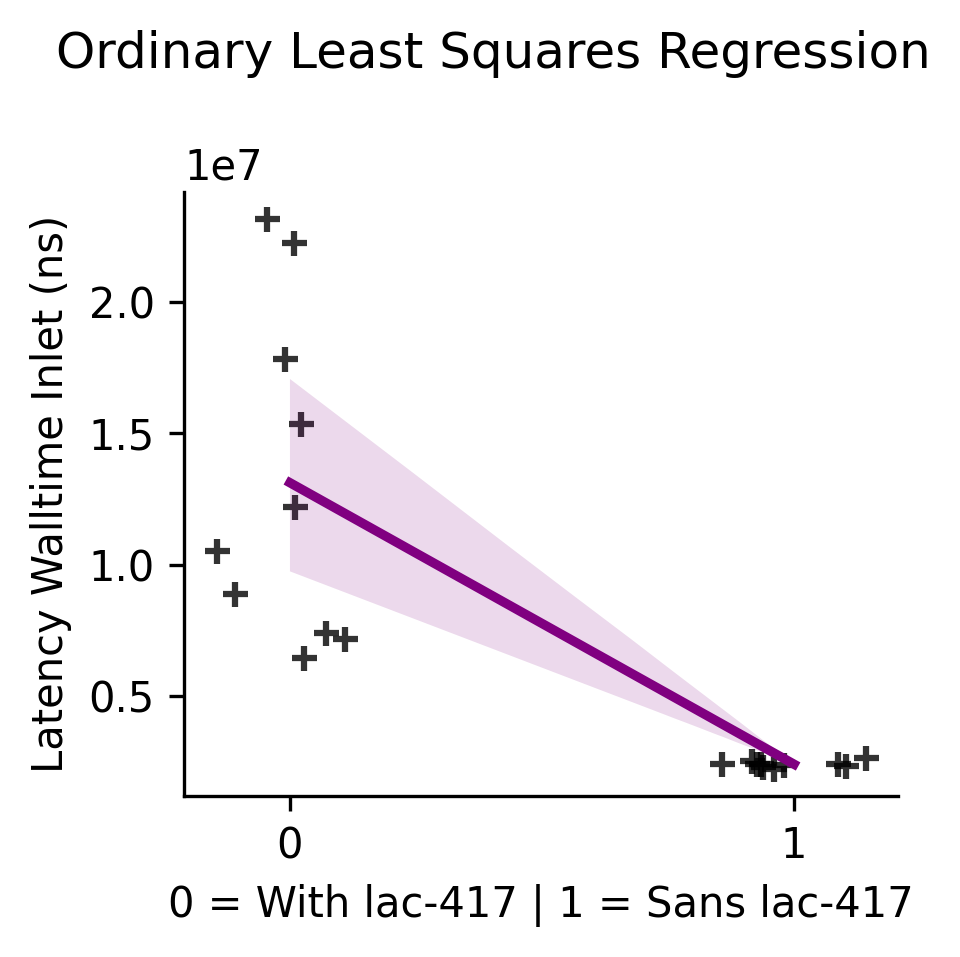 Ordinary Least Squares Regression
1e7
Latency Walltime Inlet (ns)
2.0
1.5
1.0
0.5
0 1
0 = With lac-417 | 1 = Sans lac-417